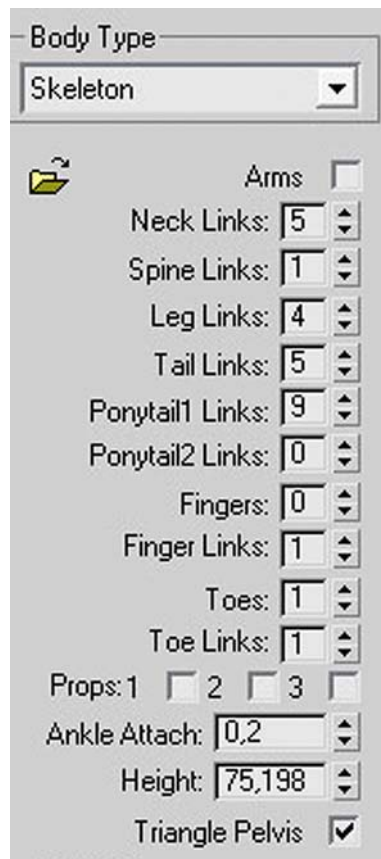 Body Type
Skeleton
Arms
Neck Links: 5
Spine Links: 1
Leg Links: 4
Tail Links: 5
Ponytail1 Links: 9
Ponytail2 Links: 0
Fingers: 0
Finger Links: 1
Toes: 1
Toe Links: 1
Props: 1 2 3
Ankle Attach: 0,2
Height: 75,198
Triangle Pelvis